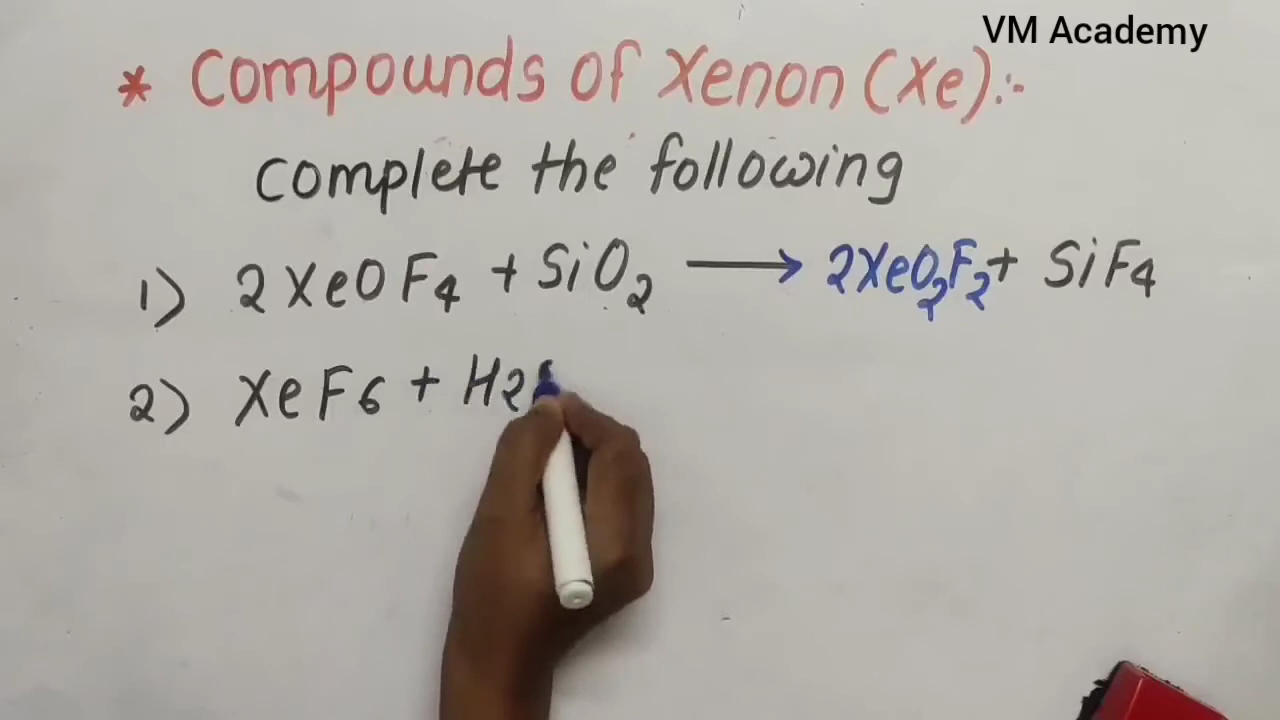 VM Academy
* Compounds of Xenon (Xe):-
Complete the following
1) 2XeOF4 + SiO2 ⟶ 2XeO2F2 + SiF4
2) XeF6 + H2